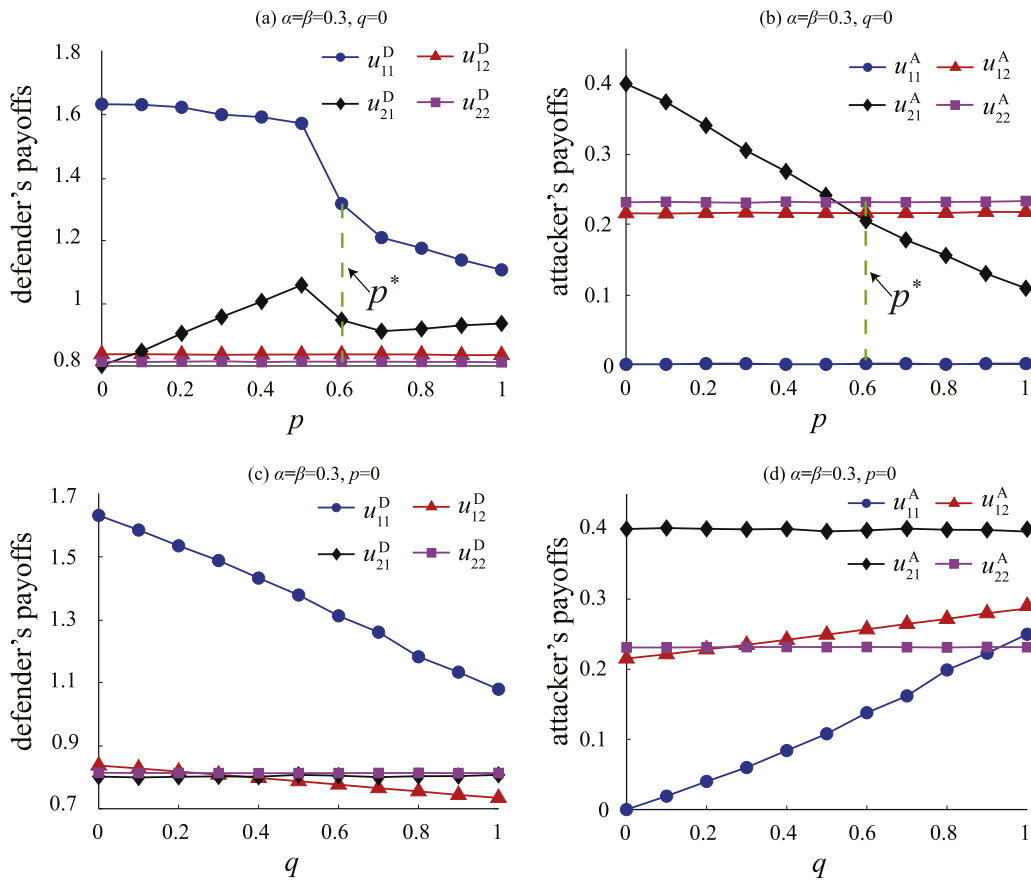 (a) α=β=0.3, q=0
defender's payoffs
1.8
1.6
1.4
1.2
1
0.8
u₁₁ᴰ u₁₂ᴰ
u₂₁ᴰ u₂₂ᴰ
p*
0 0.2 0.4 0.6 0.8 1
p
(b) α=β=0.3, q=0
attacker's payoffs
0.4
0.3
0.2
0.1
0
u₁₁ᴬ u₁₂ᴬ
u₂₁ᴬ u₂₂ᴬ
p*
0 0.2 0.4 0.6 0.8 1
p
(c) α=β=0.3, p=0
defender's payoffs
1.7
1.5
1.3
1.1
0.9
0.7
u₁₁ᴰ u₁₂ᴰ
u₂₁ᴰ u₂₂ᴰ
0 0.2 0.4 0.6 0.8 1
q
(d) α=β=0.3, p=0
attacker's payoffs
0.4
0.3
0.2
0.1
0
u₁₁ᴬ u₁₂ᴬ
u₂₁ᴬ u₂₂ᴬ
0 0.2 0.4 0.6 0.8 1
q